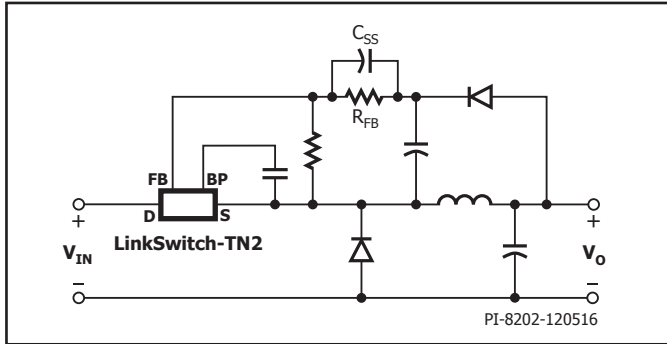 C_SS
R_FB
FB
BP
D
S
+
V_IN
LinkSwitch-TN2
+
V_O
–
–
PI-8202-120516